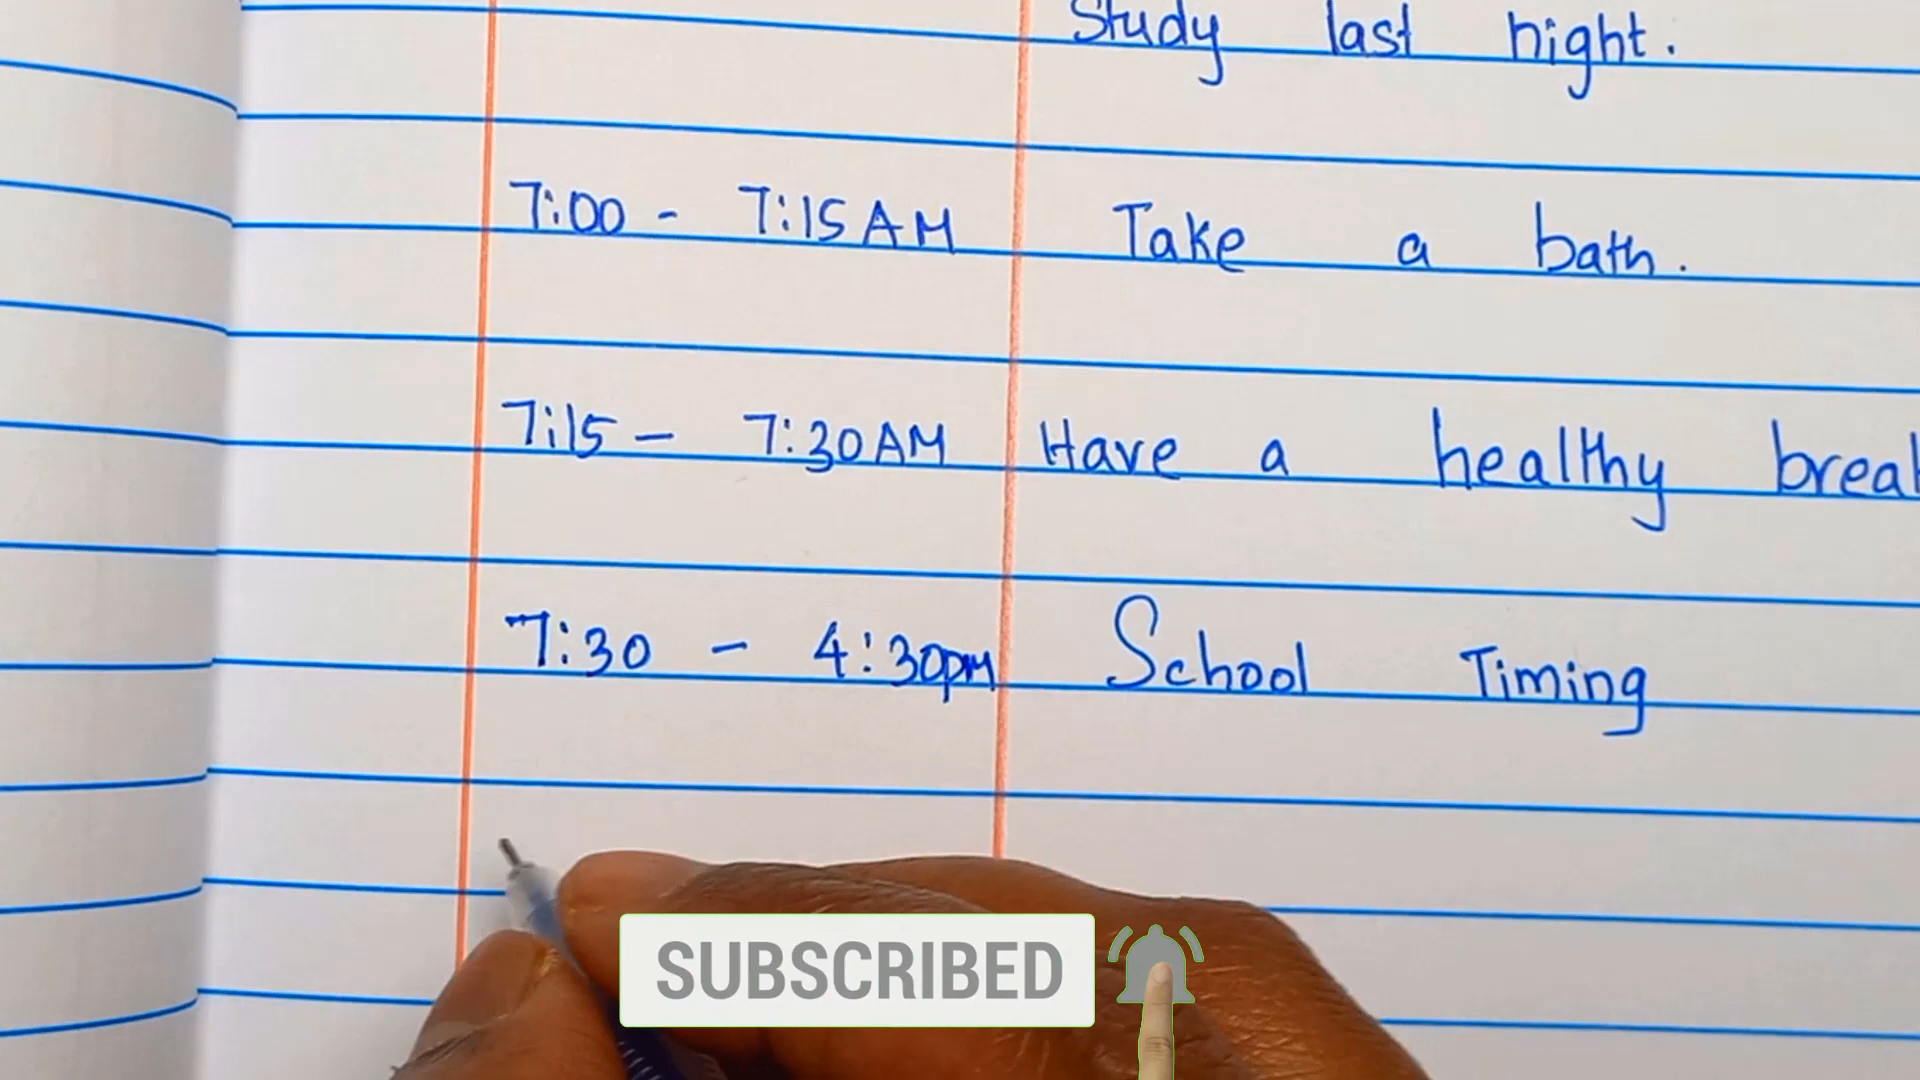 Study last night.
7:00 - 7:15AM Take a bath.
7:15 - 7:30AM Have a healthy
7:30 - 4:30pm School Timing
SUBSCRIBED